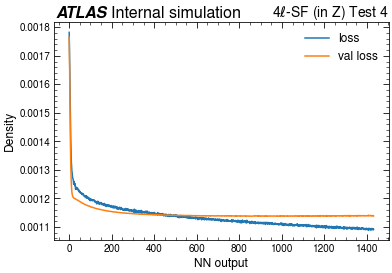 ATLAS Internal simulation
4ℓ-SF (in Z) Test 4
0.0018
0.0017
0.0016
0.0015
0.0014
0.0013
0.0012
0.0011
Density
loss
val loss
0 200 400 600 800 1000 1200 1400
NN output